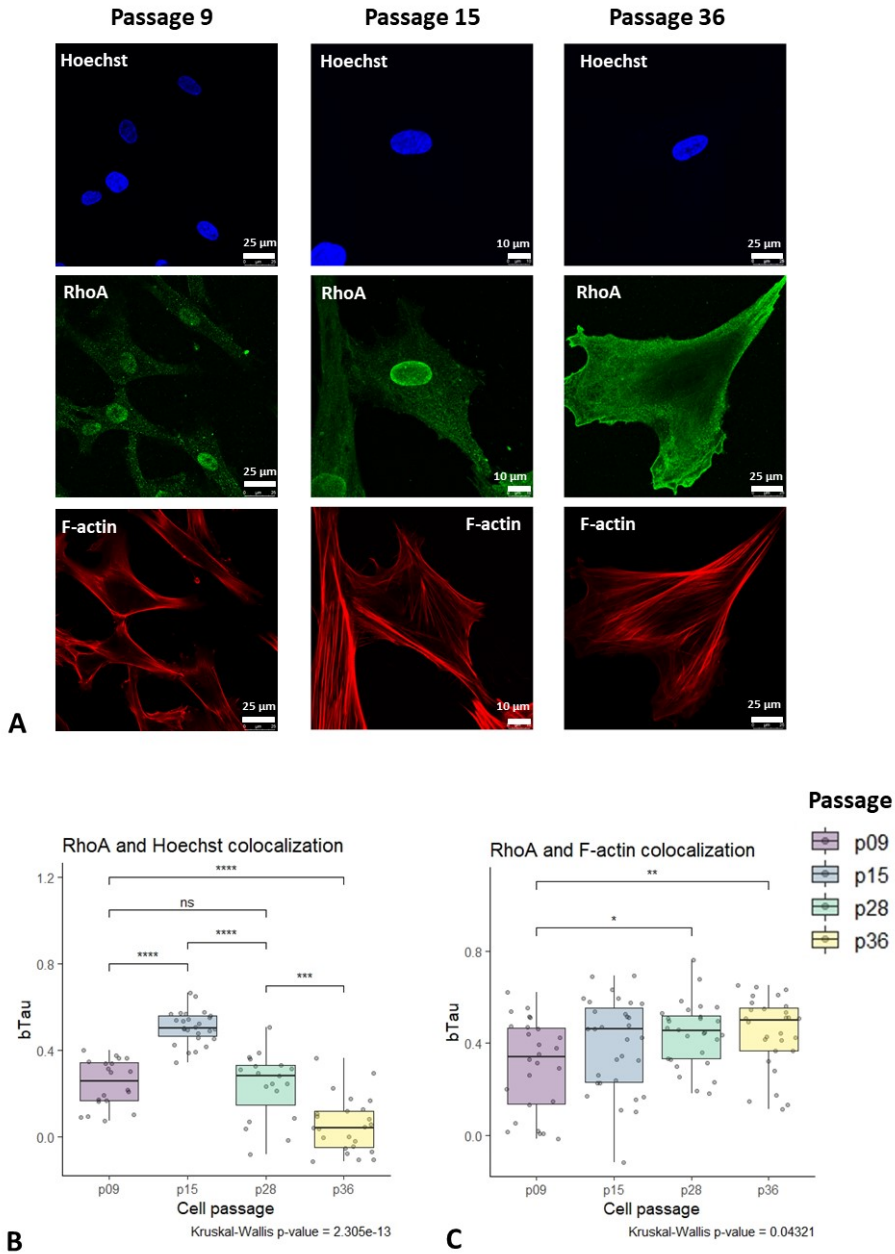 Passage 9
Passage 15
Passage 36
Hoechst
Hoechst
Hoechst
25 µm
10 µm
25 µm
RhoA
RhoA
RhoA
25 µm
10 µm
25 µm
F-actin
F-actin
F-actin
25 µm
10 µm
25 µm
A
Passage
p09
p15
p28
p36
RhoA and Hoechst colocalization
1.2
0.8
0.4
0.0
bTau
****
ns
****
****
***
p09 p15 p28 p36
Cell passage
Kruskal-Wallis p-value = 2.305e-13
B
RhoA and F-actin colocalization
0.8
0.4
0.0
bTau
**
*
p09 p15 p28 p36
Cell passage
Kruskal-Wallis p-value = 0.04321
C